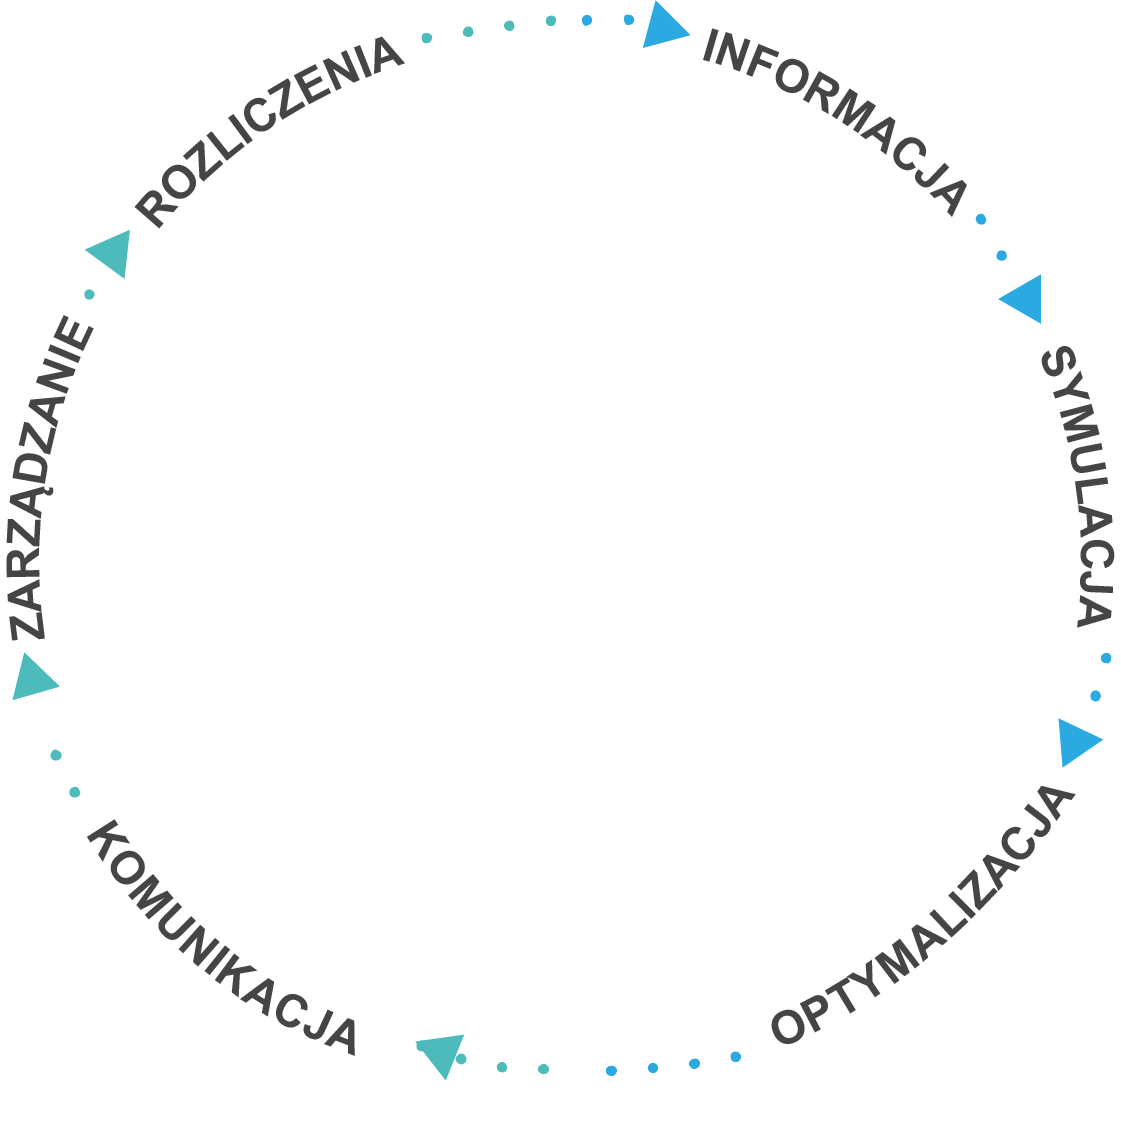 INFORMACJA
SYMULACJA
OPTYMALIZACJA
KOMUNIKACJA
ZARZĄDZANIE
ROZLICZENIA